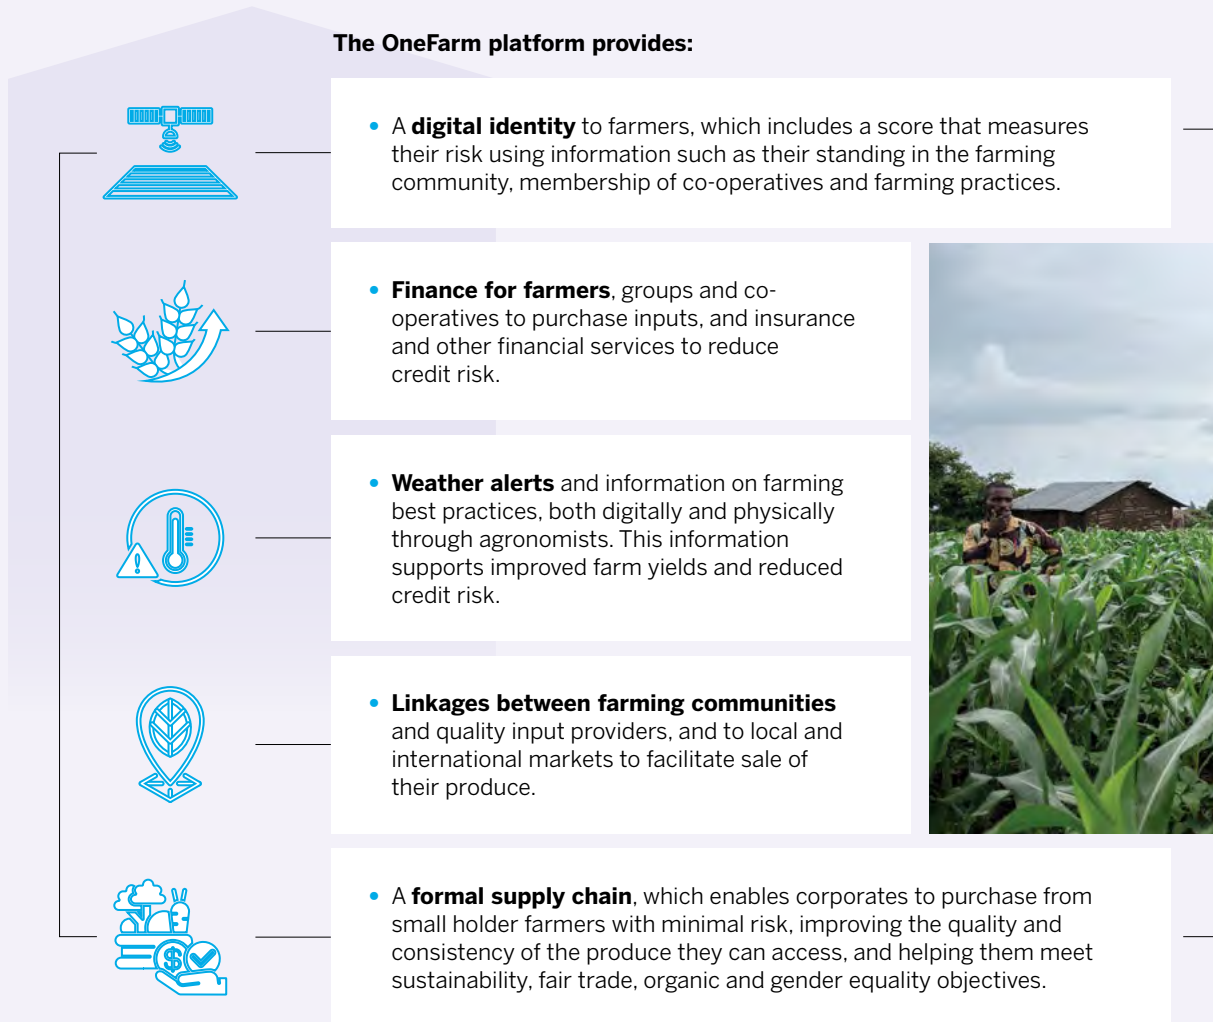 The OneFarm platform provides:
• A digital identity to farmers, which includes a score that measures
their risk using information such as their standing in the farming
community, membership of co-operatives and farming practices.
• Finance for farmers, groups and co-
operatives to purchase inputs, and insurance
and other financial services to reduce
credit risk.
• Weather alerts and information on farming
best practices, both digitally and physically
through agronomists. This information
supports improved farm yields and reduced
credit risk.
• Linkages between farming communities
and quality input providers, and to local and
international markets to facilitate sale of
their produce.
• A formal supply chain, which enables corporates to purchase from
small holder farmers with minimal risk, improving the quality and
consistency of the produce they can access, and helping them meet
sustainability, fair trade, organic and gender equality objectives.